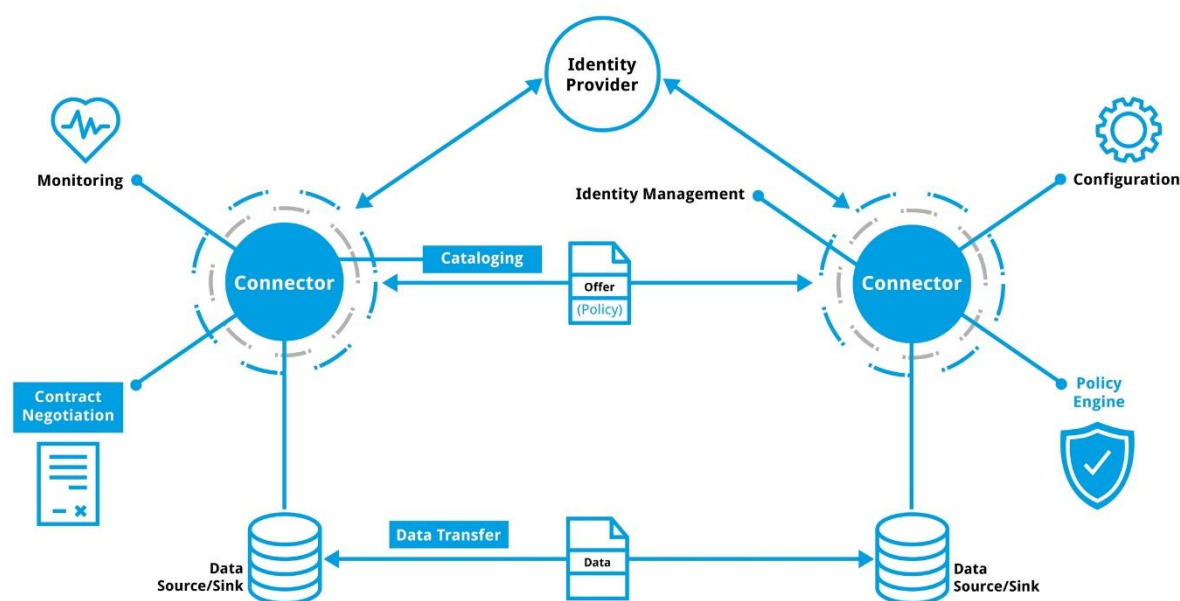 Identity
Provider
Monitoring
Identity Management
Configuration
Connector
Cataloging
Offer
(Policy)
Connector
Contract
Negotiation
Policy
Engine
Data Transfer
Data
Source/Sink
Data
Data
Source/Sink